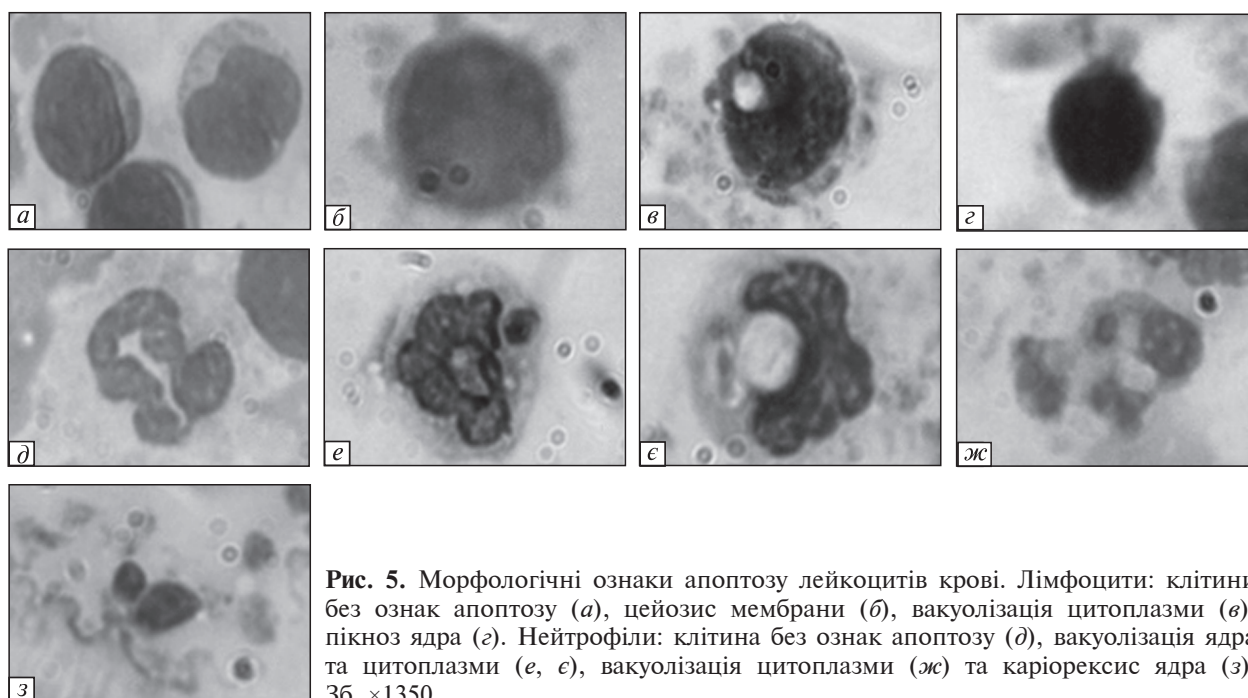 а
б
в
г
д
е
є
ж
з
Рис. 5. Морфологічні ознаки апоптозу лейкоцитів крові. Лімфоцити: клітини
без ознак апоптозу (а), цейозис мембрани (б), вакуолізація цитоплазми (в)
пікноз ядра (г). Нейтрофіли: клітина без ознак апоптозу (д), вакуолізація ядра
та цитоплазми (е, є), вакуолізація цитоплазми (ж) та каріорексис ядра (з)
Зб. ×1350